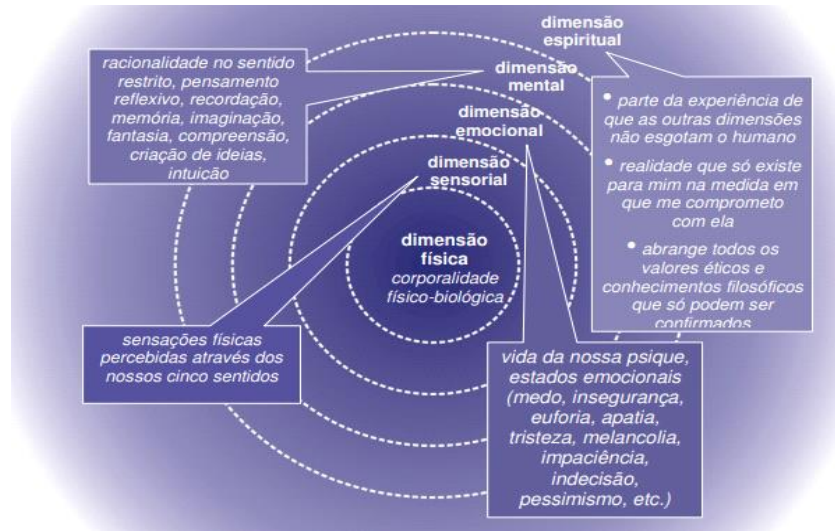 dimensão
espiritual
racionalidade no sentido
restrito, pensamento
reflexivo, recordação,
memória, imaginação,
fantasia, compreensão,
criação de ideias,
intuição
dimensão
mental
dimensão
emocional
dimensão
sensorial
• parte da experiência de
que as outras dimensões
não esgotam o humano
• realidade que só existe
para mim na medida em
que me comprometo
com ela
• abrange todos os
valores éticos e
conhecimentos filosóficos
que só podem ser
confirmados
dimensão
física
corporalidade
físico-biológica
sensações físicas
percebidas através dos
nossos cinco sentidos
vida da nossa psique,
estados emocionais
(medo, insegurança,
euforia, apatia,
tristeza, melancolia,
impaciência,
indecisão,
pessimismo, etc.)